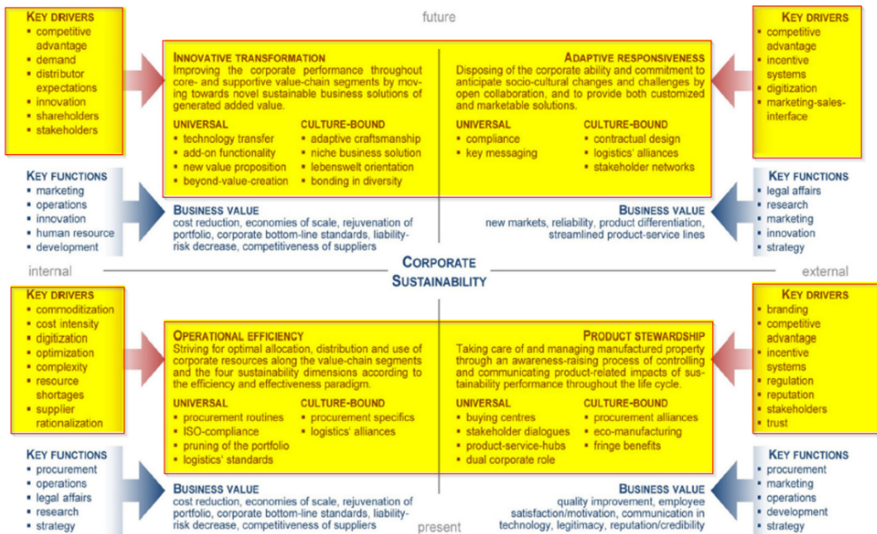 future
KEY DRIVERS
▪ competitive
advantage
▪ demand
▪ distributor
expectations
▪ innovation
▪ shareholders
▪ stakeholders
INNOVATIVE TRANSFORMATION
Improving the corporate performance throughout
core- and supportive value-chain segments by mov-
ing towards novel sustainable business solutions of
generated added value.
UNIVERSAL
▪ technology transfer
▪ add-on functionality
▪ new value proposition
▪ beyond-value-creation
CULTURE-BOUND
▪ adaptive craftsmanship
▪ niche business solution
▪ lebenswelt orientation
▪ bonding in diversity
ADAPTIVE RESPONSIVENESS
Disposing of the corporate ability and commitment to
anticipate socio-cultural changes and challenges by
open collaboration, and to provide both customized
and marketable solutions.
UNIVERSAL
▪ compliance
▪ key messaging
CULTURE-BOUND
▪ contractual design
▪ logistics' alliances
▪ stakeholder networks
KEY DRIVERS
▪ competitive
advantage
▪ incentive
systems
▪ digitization
▪ marketing-sales-
interface
KEY FUNCTIONS
▪ marketing
▪ operations
▪ innovation
▪ human resource
▪ development
BUSINESS VALUE
cost reduction, economies of scale, rejuvenation of
portfolio, corporate bottom-line standards, liability-
risk decrease, competitiveness of suppliers
BUSINESS VALUE
new markets, reliability, product differentiation,
streamlined product-service lines
KEY FUNCTIONS
▪ legal affairs
▪ research
▪ marketing
▪ innovation
▪ strategy
internal
CORPORATE
SUSTAINABILITY
external
KEY DRIVERS
▪ commoditization
▪ cost intensity
▪ digitization
▪ optimization
▪ complexity
▪ resource
shortages
▪ supplier
rationalization
OPERATIONAL EFFICIENCY
Striving for optimal allocation, distribution and use of
corporate resources along the value-chain segments
and the four sustainability dimensions according to
the efficiency and effectiveness paradigm.
UNIVERSAL
▪ procurement routines
▪ ISO-compliance
▪ pruning of the portfolio
▪ logistics' standards
CULTURE-BOUND
▪ procurement specifics
▪ logistics' alliances
PRODUCT STEWARDSHIP
Taking care of and managing manufactured property
through an awareness-raising process of controlling
and communicating product-related impacts of sus-
tainability performance throughout the life cycle.
UNIVERSAL
▪ buying centres
▪ stakeholder dialogues
▪ product-service-hubs
▪ dual corporate role
CULTURE-BOUND
▪ procurement alliances
▪ eco-manufacturing
▪ fringe benefits
KEY DRIVERS
▪ branding
▪ competitive
advantage
▪ incentive
systems
▪ regulation
▪ reputation
▪ stakeholders
▪ trust
KEY FUNCTIONS
▪ procurement
▪ operations
▪ legal affairs
▪ research
▪ strategy
BUSINESS VALUE
cost reduction, economies of scale, rejuvenation of
portfolio, corporate bottom-line standards, liability-
risk decrease, competitiveness of suppliers
BUSINESS VALUE
quality improvement, employee
satisfaction/motivation, communication in
technology, legitimacy, reputation/credibility
KEY FUNCTIONS
▪ procurement
▪ marketing
▪ operations
▪ development
▪ strategy
present